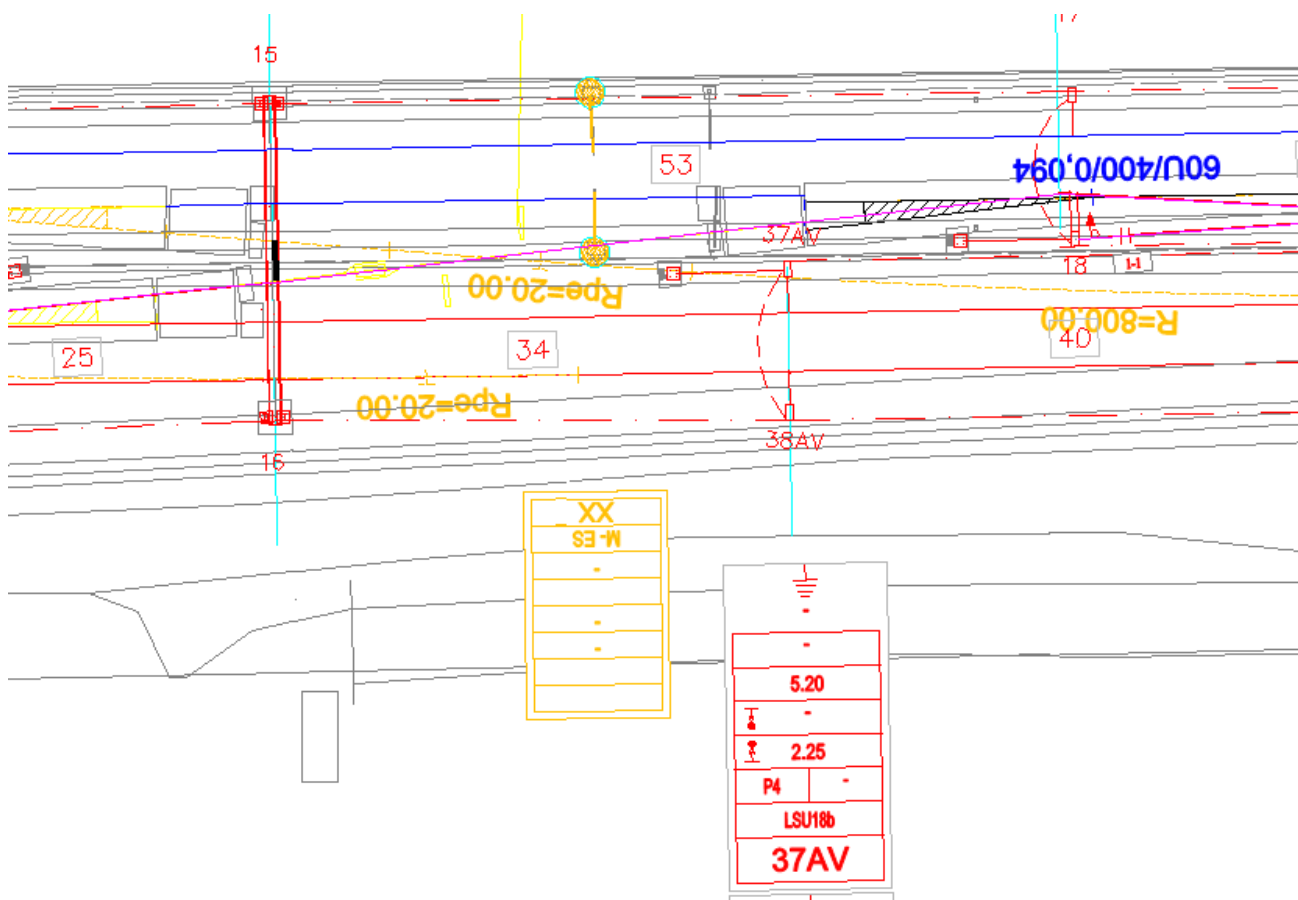 15
17
53
60U/400/0,094
37AV
18
1-1
Rpe=20.00
R=800.00
25
34
40
Rpe=20.00
38AV
16
XX
M-ES
-
-
-
-
-
5.20
-
2.25
P4 -
LSU18b
37AV